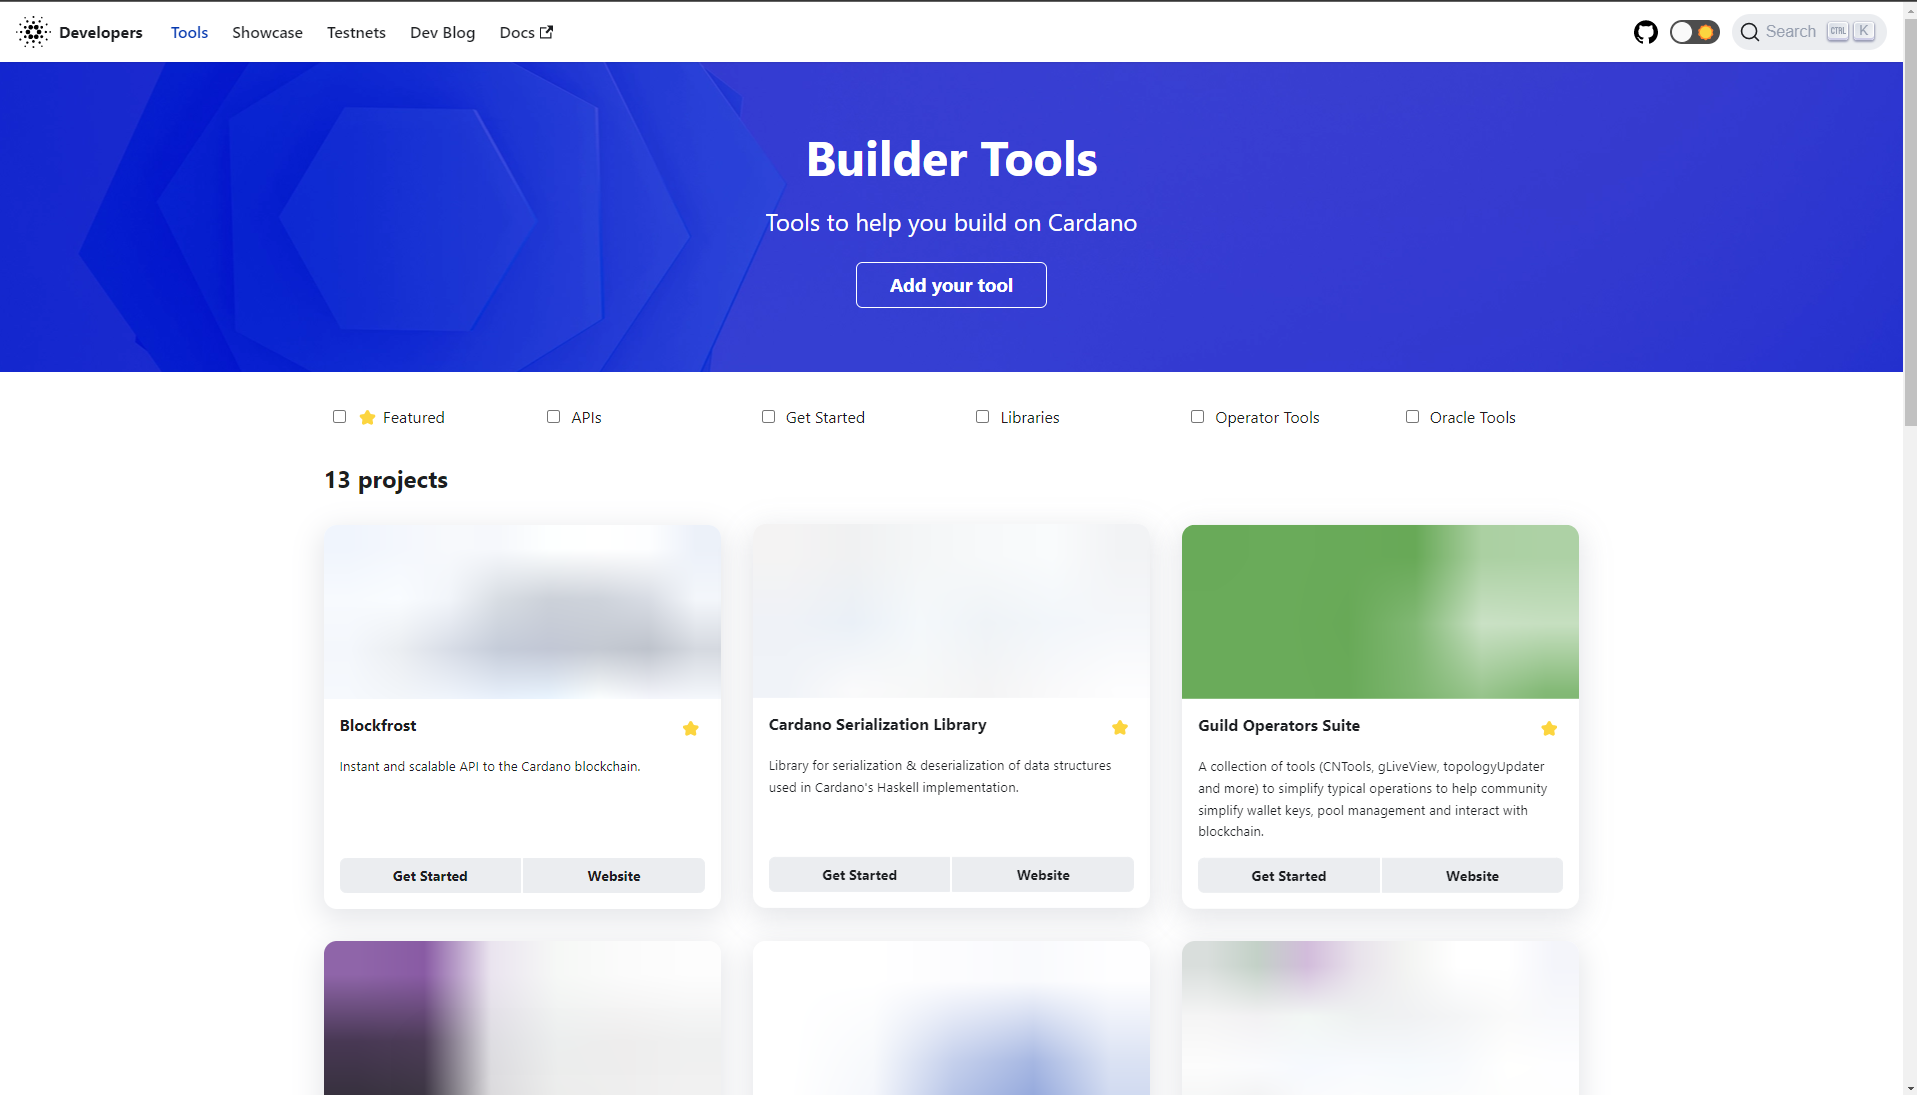 Developers Tools Showcase Testnets Dev Blog Docs Search CTRL K
Builder Tools
Tools to help you build on Cardano
Add your tool
Featured APIs Get Started Libraries Operator Tools Oracle Tools
13 projects
Blockfrost
Instant and scalable API to the Cardano blockchain.
Get Started Website
Cardano Serialization Library
Library for serialization & deserialization of data structures
used in Cardano's Haskell implementation.
Get Started Website
Guild Operators Suite
A collection of tools (CNTools, gLiveView, topologyUpdater
and more) to simplify typical operations to help community
simplify wallet keys, pool management and interact with
blockchain.
Get Started Website